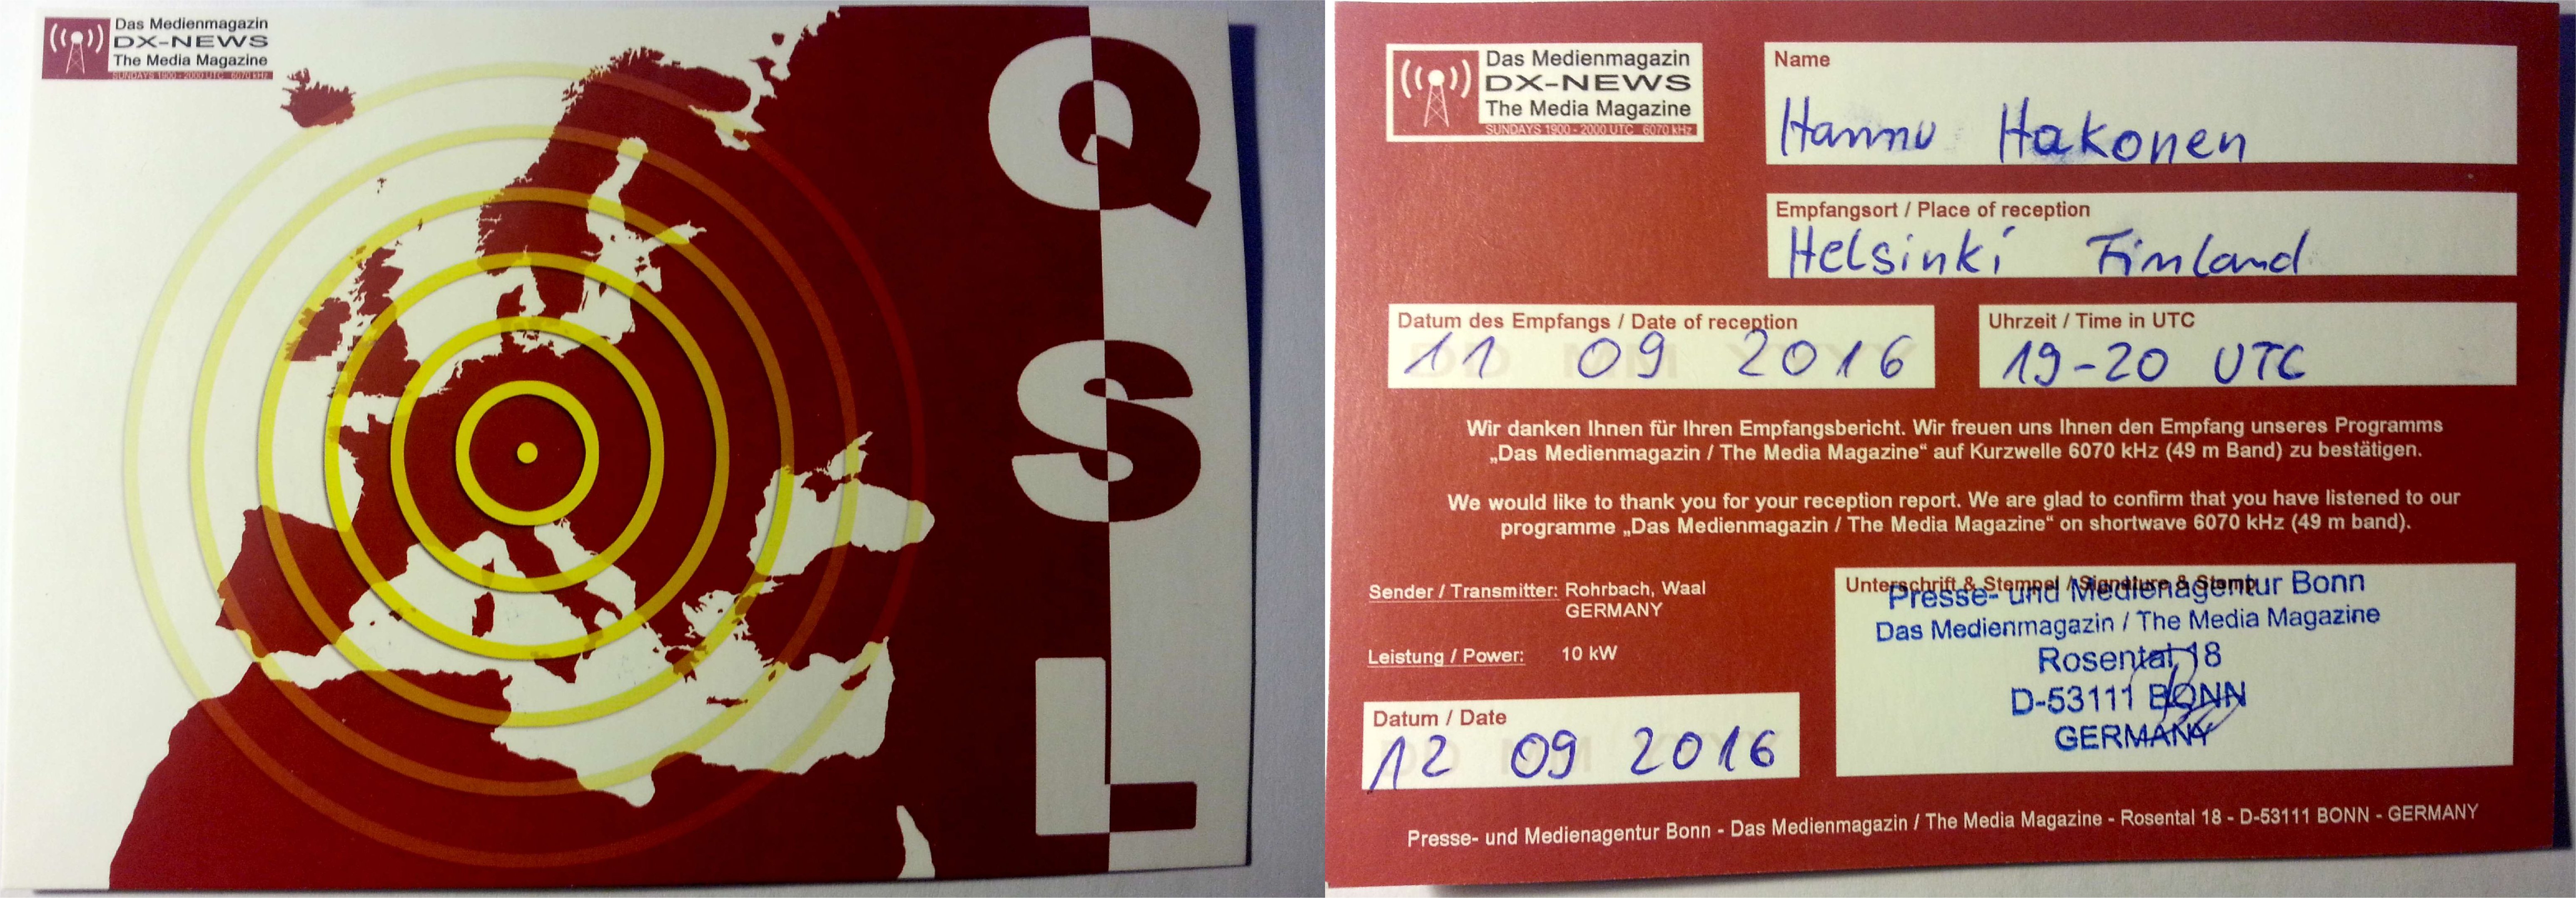 Das Medienmagazin
DX-NEWS
The Media Magazine
SUNDAYS 1900 - 2000 UTC 6070 kHz
Q
S
L
Das Medienmagazin
DX-NEWS
The Media Magazine
SUNDAYS 1900 - 2000 UTC 6070 kHz
Name
Hannu Hakonen
Empfangsort / Place of reception
Helsinki Finland
Datum des Empfangs / Date of reception
11 09 2016
Uhrzeit / Time in UTC
19-20 UTC
Wir danken Ihnen für Ihren Empfangsbericht. Wir freuen uns Ihnen den Empfang unseres Programms
„Das Medienmagazin / The Media Magazine“ auf Kurzwelle 6070 kHz (49 m Band) zu bestätigen.
We would like to thank you for your reception report. We are glad to confirm that you have listened to our
programme „Das Medienmagazin / The Media Magazine“ on shortwave 6070 kHz (49 m band).
Sender / Transmitter: Rohrbach, Waal
GERMANY
Leistung / Power: 10 kW
Datum / Date
12 09 2016
Unterschrift & Stempel / Signature & Stamp
Presse- und Medienagentur Bonn
Das Medienmagazin / The Media Magazine
Rosental 18
D-53111 BONN
GERMANY
Presse- und Medienagentur Bonn - Das Medienmagazin / The Media Magazine - Rosental 18 - D-53111 BONN - GERMANY